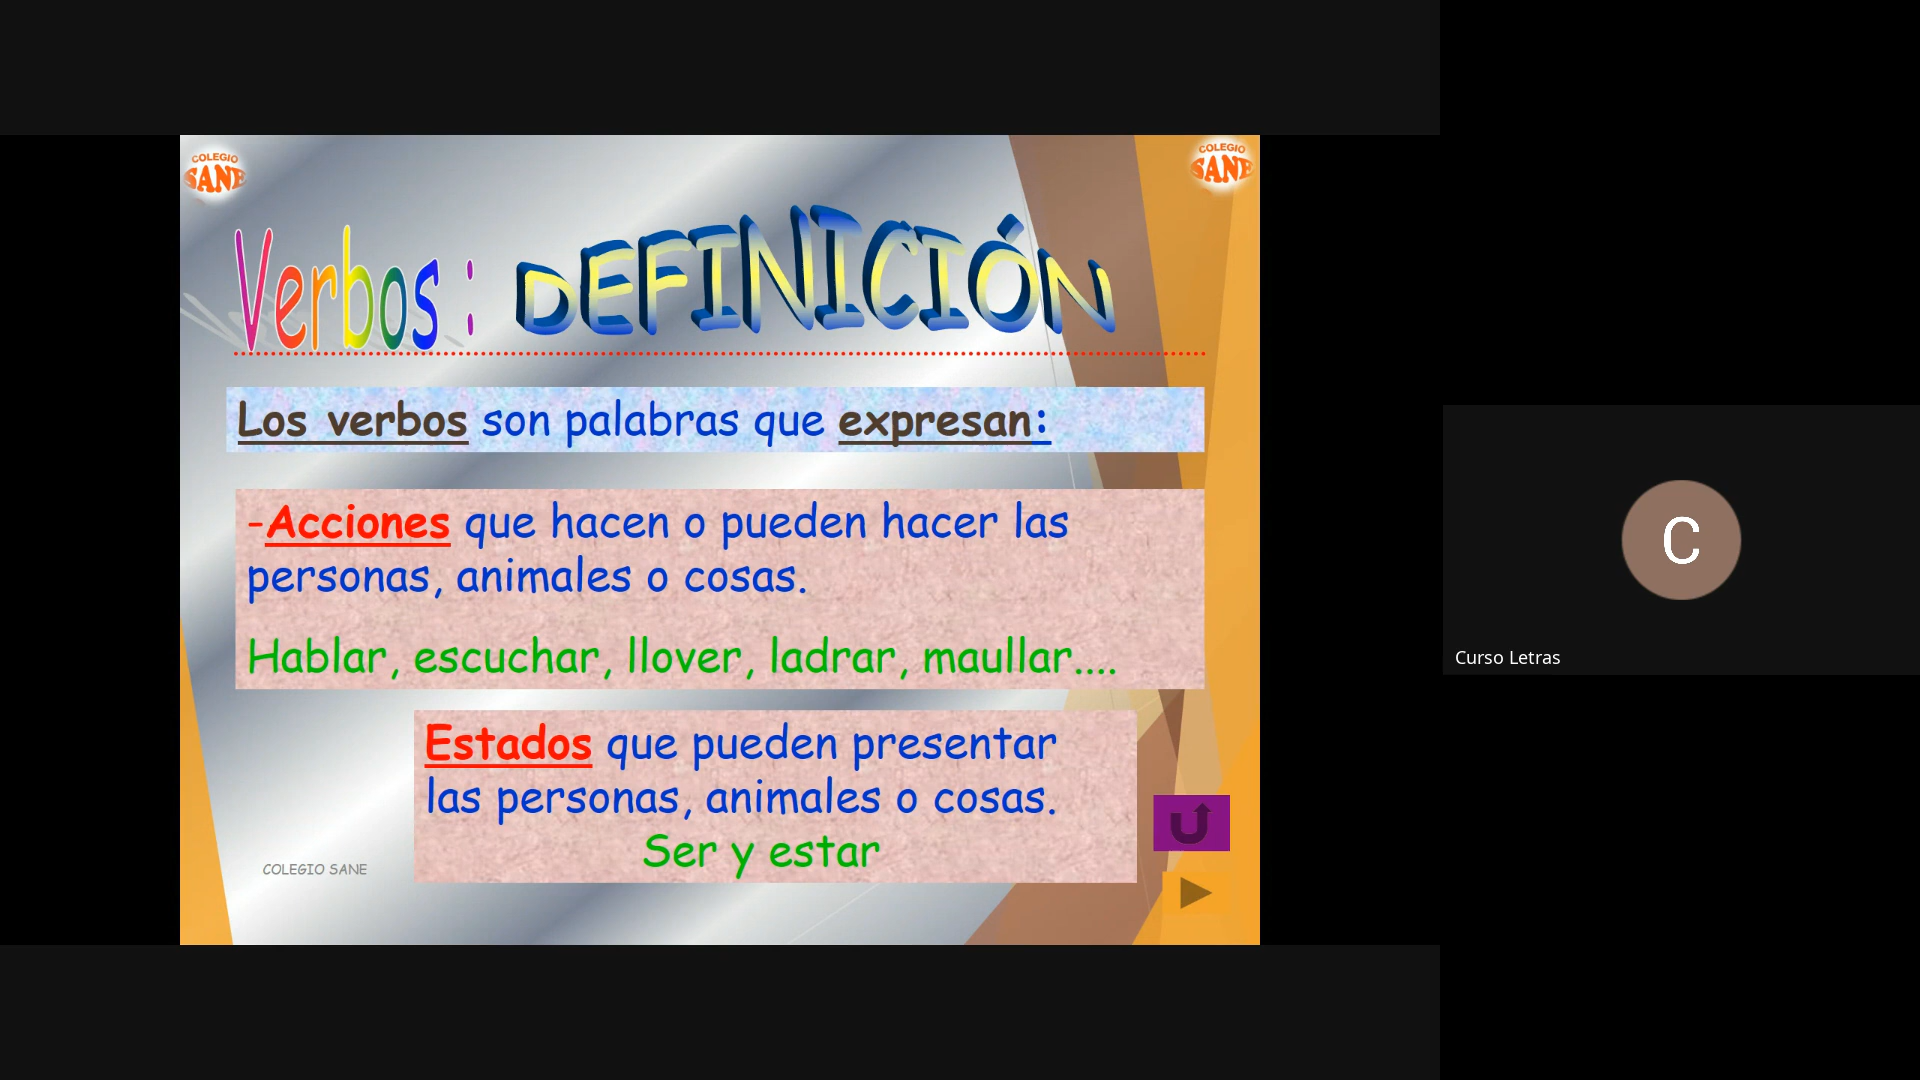 COLEGIO
SANE
COLEGIO
SANE
Verbos : DEFINICIÓN
Los verbos son palabras que expresan:
-Acciones que hacen o pueden hacer las
personas, animales o cosas.
Hablar, escuchar, llover, ladrar, maullar....
Estados que pueden presentar
las personas, animales o cosas.
Ser y estar
COLEGIO SANE
C
Curso Letras